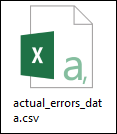 X
a,
actual_errors_dat
a.csv